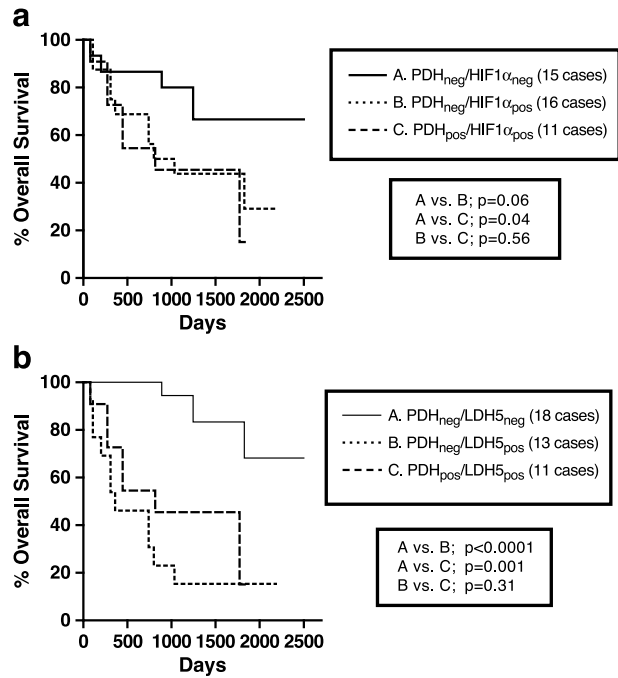 a
100
80
60
40
20
0
% Overall Survival
0 500 1000 1500 2000 2500
Days
A. PDHneg/HIF1αneg (15 cases)
B. PDHneg/HIF1αpos (16 cases)
C. PDHpos/HIF1αpos (11 cases)
A vs. B; p=0.06
A vs. C; p=0.04
B vs. C; p=0.56
b
100
80
60
40
20
0
% Overall Survival
0 500 1000 1500 2000 2500
Days
A. PDHneg/LDH5neg (18 cases)
B. PDHneg/LDH5pos (13 cases)
C. PDHpos/LDH5pos (11 cases)
A vs. B; p<0.0001
A vs. C; p=0.001
B vs. C; p=0.31